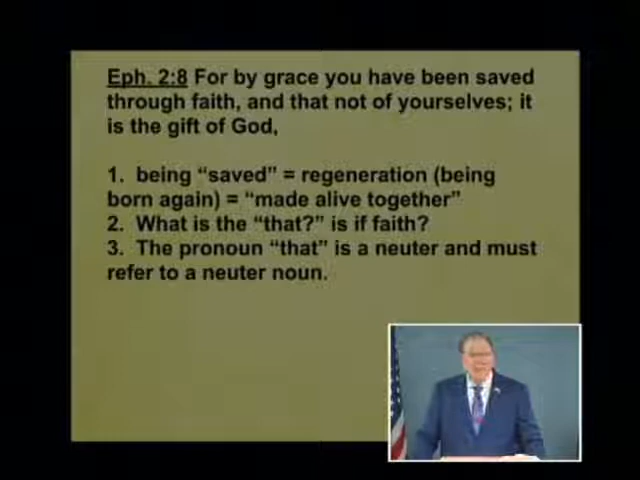 Eph. 2:8 For by grace you have been saved
through faith, and that not of yourselves; it
is the gift of God,
1. being “saved” = regeneration (being
born again) = “made alive together”
2. What is the “that?” is if faith?
3. The pronoun “that” is a neuter and must
refer to a neuter noun.